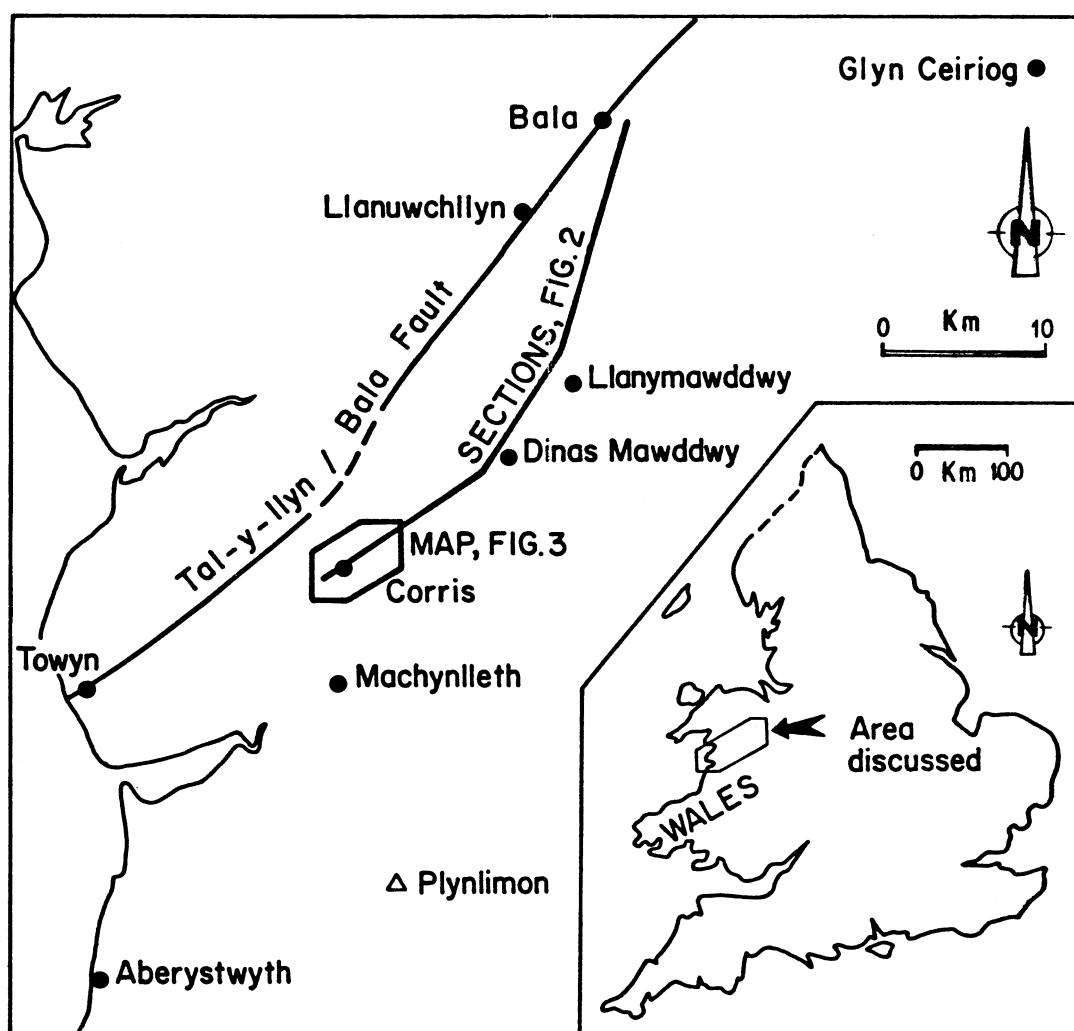 Glyn Ceiriog
Bala
Llanuwchllyn
N
SECTIONS, FIG. 2
Tal-y-llyn / Bala Fault
0 Km 10
Llanymawddwy
Dinas Mawddwy
0 Km 100
MAP, FIG. 3
Corris
N
Towyn
Machynlleth
Area
discussed
WALES
Plynlimon
Aberystwyth